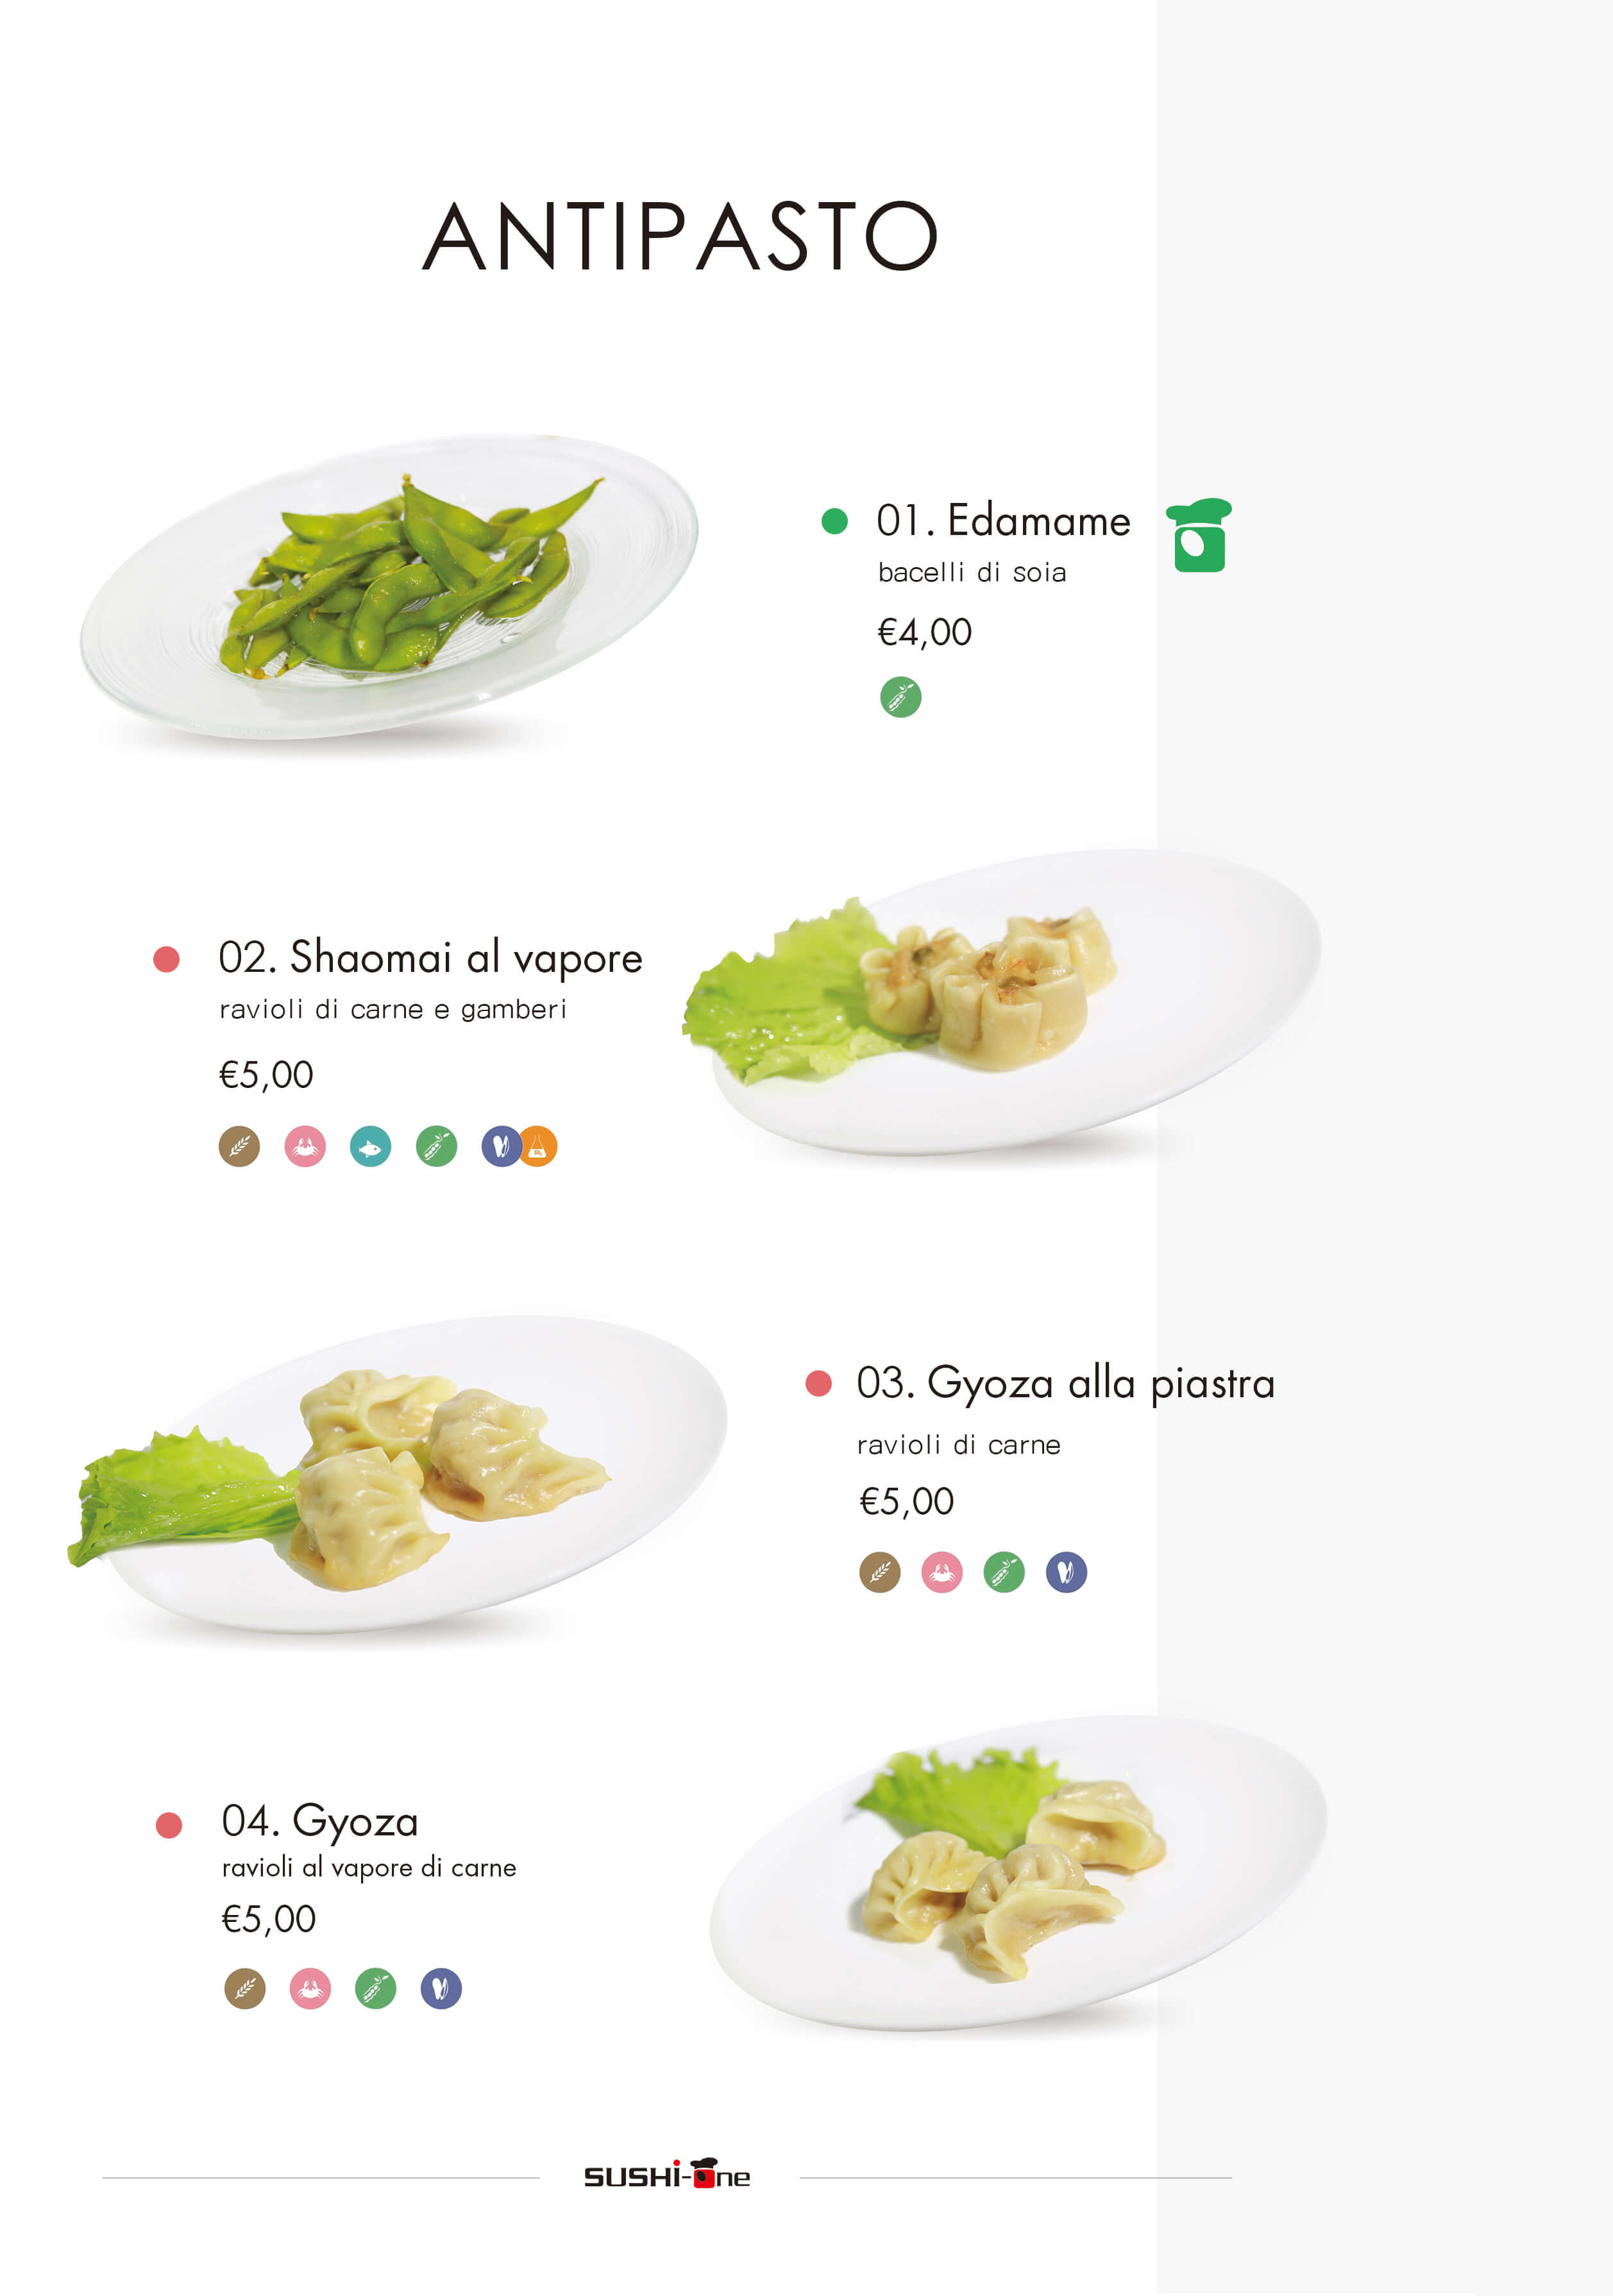 ANTIPASTO
01. Edamame
bacelli di soia
€4,00
02. Shaomai al vapore
ravioli di carne e gamberi
€5,00
03. Gyoza alla piastra
ravioli di carne
€5,00
04. Gyoza
ravioli al vapore di carne
€5,00
SUSHi-One